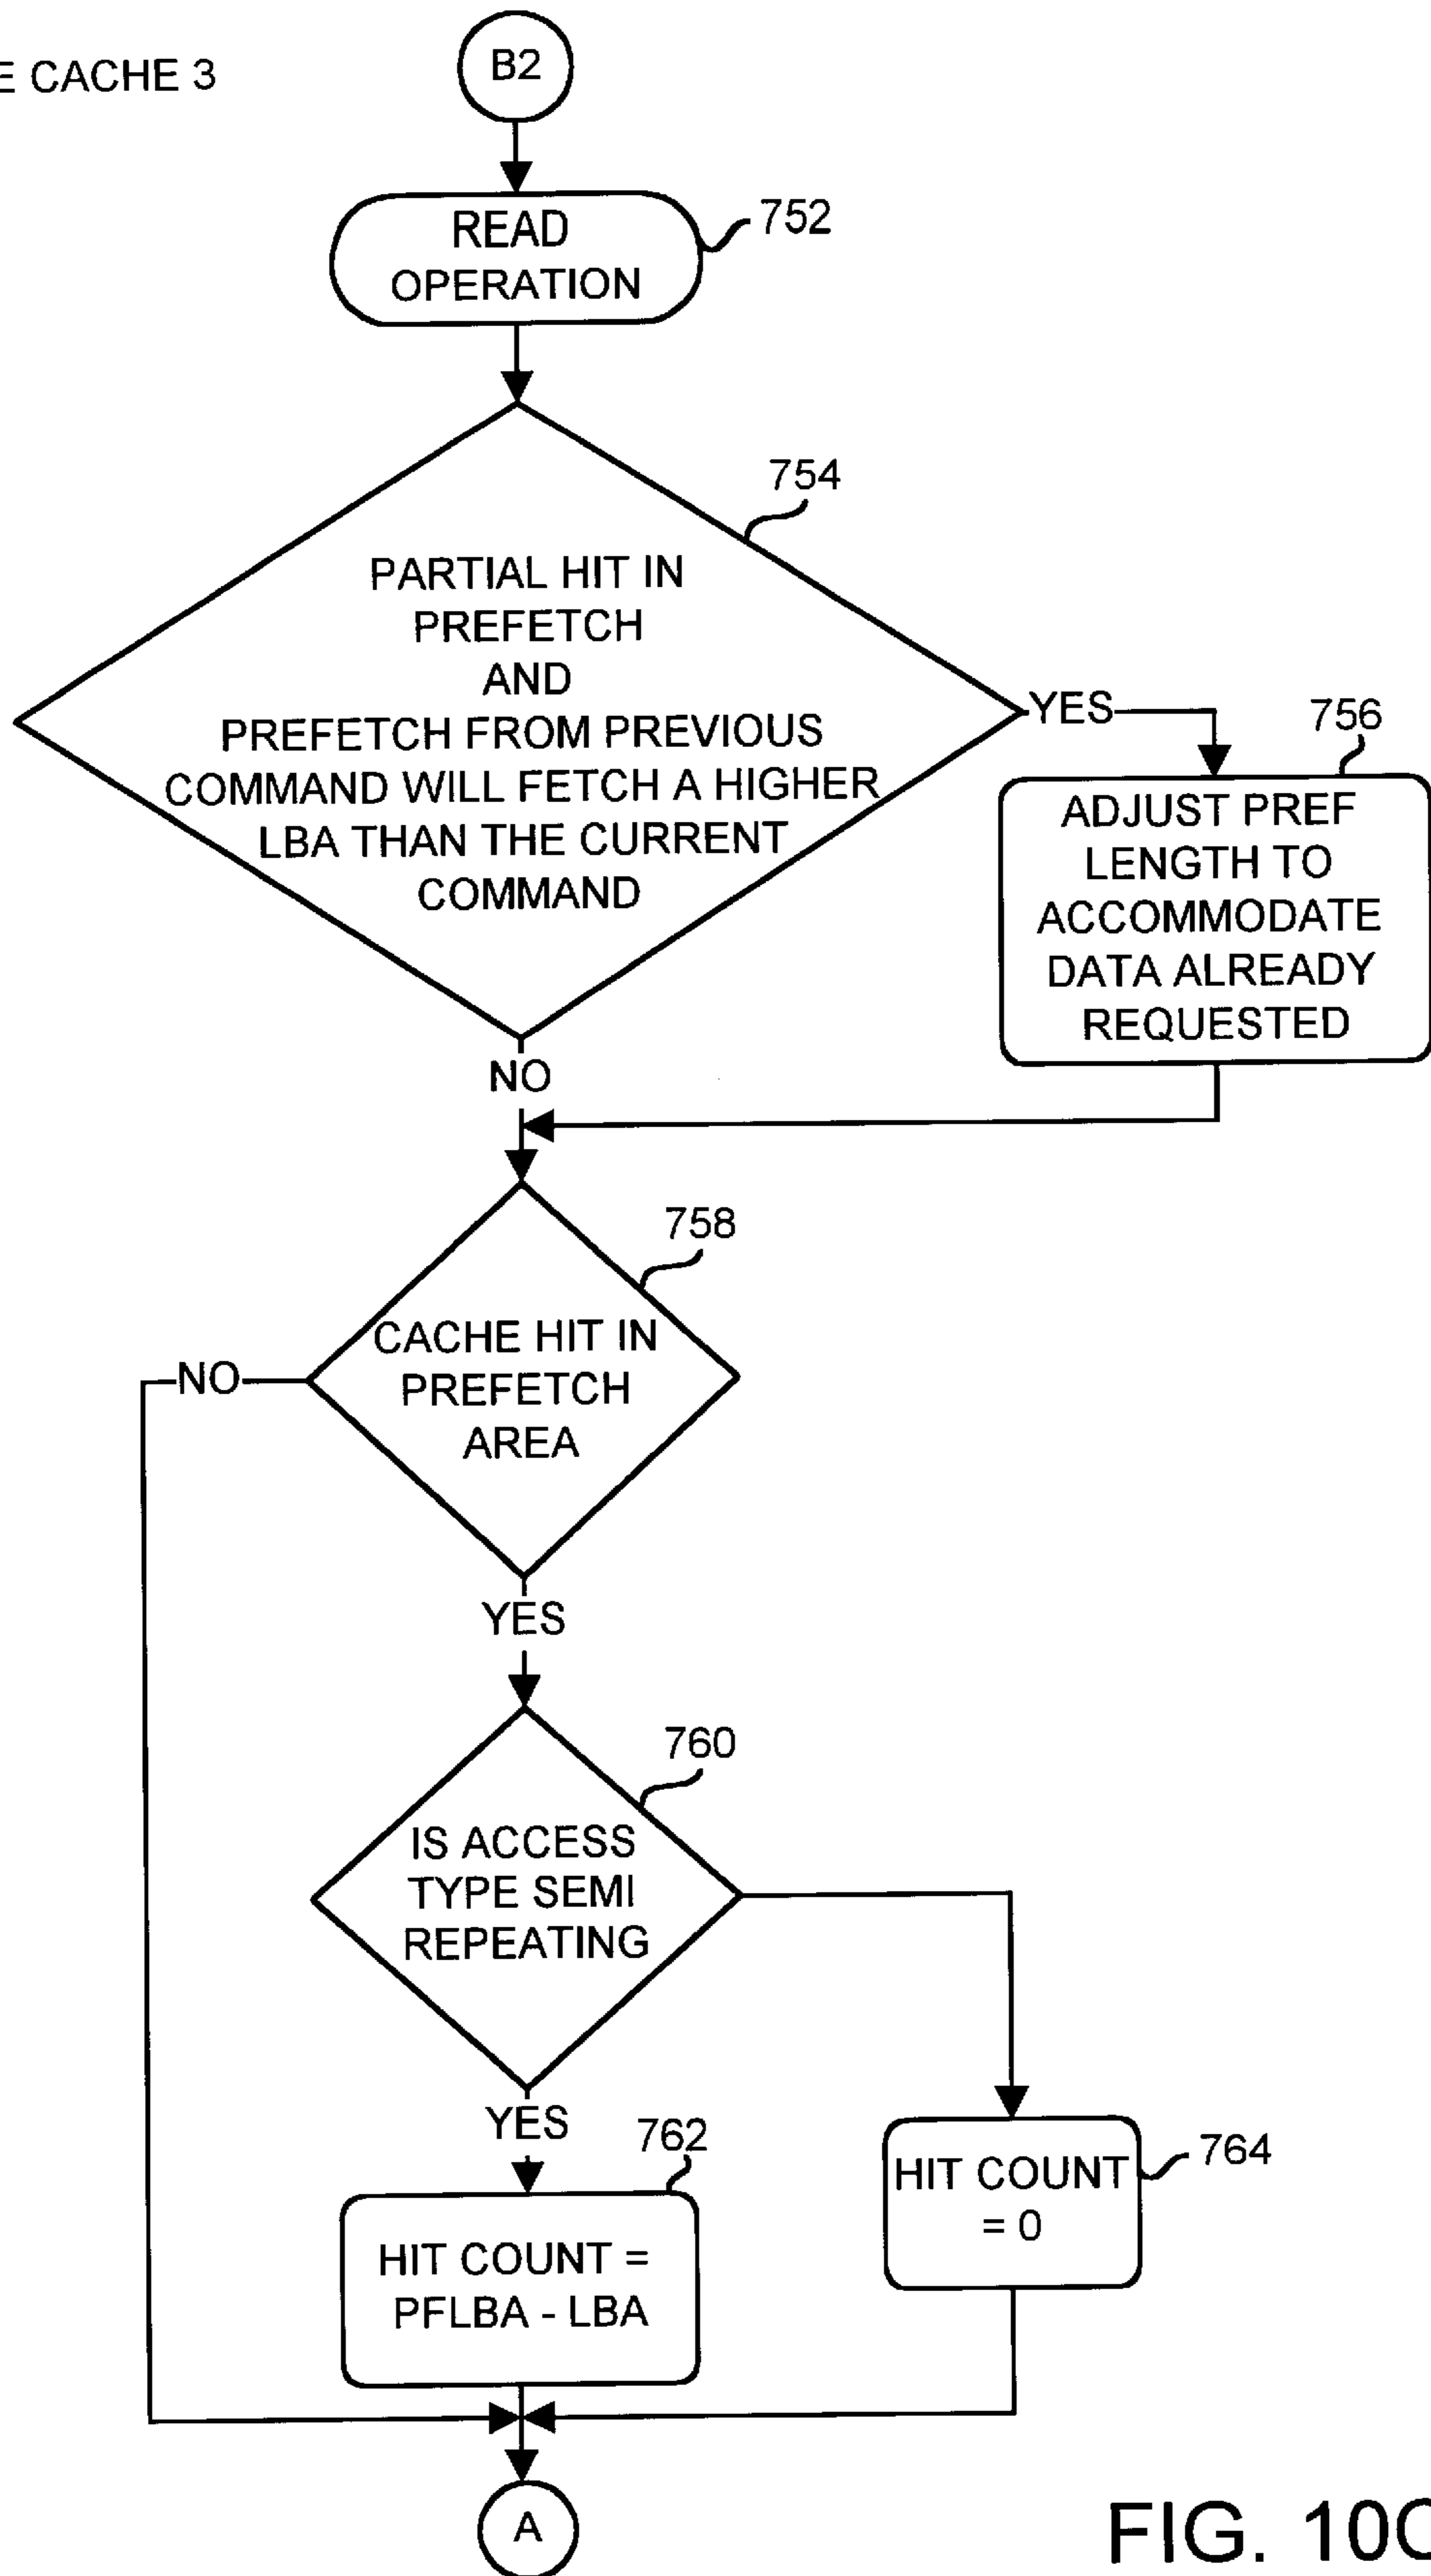 E CACHE 3
B2
READ
OPERATION
752
754
PARTIAL HIT IN
PREFETCH
AND
PREFETCH FROM PREVIOUS
COMMAND WILL FETCH A HIGHER
LBA THAN THE CURRENT
COMMAND
YES
756
ADJUST PREF
LENGTH TO
ACCOMMODATE
DATA ALREADY
REQUESTED
NO
758
CACHE HIT IN
PREFETCH
AREA
NO
YES
760
IS ACCESS
TYPE SEMI
REPEATING
YES
762
HIT COUNT =
PFLBA - LBA
764
HIT COUNT
= 0
A
FIG. 10C